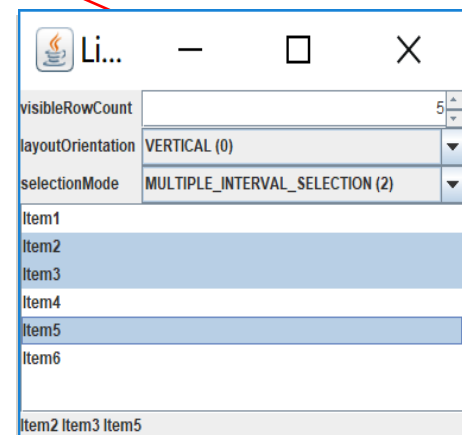 Li...
visibleRowCount 5
layoutOrientation VERTICAL (0)
selectionMode MULTIPLE_INTERVAL_SELECTION (2)
Item1
Item2
Item3
Item4
Item5
Item6
Item2 Item3 Item5